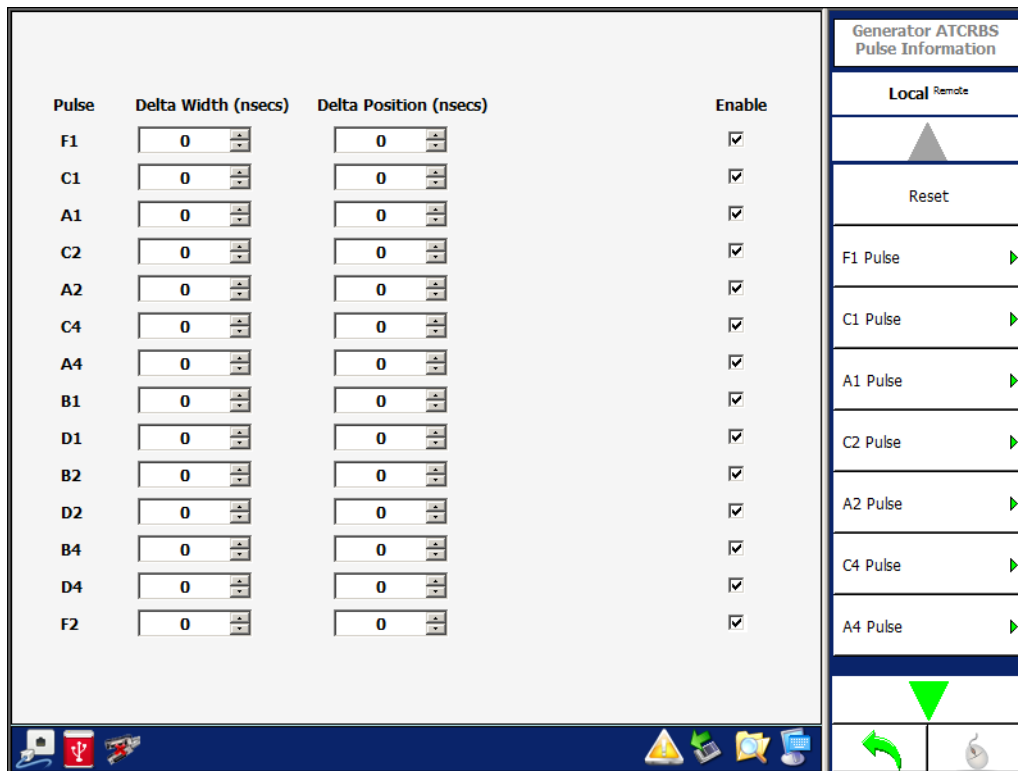 Generator ATCRBS
Pulse Information
Local Remote
Pulse Delta Width (nsecs) Delta Position (nsecs) Enable
F1 0 0
C1 0 0
A1 0 0
C2 0 0
A2 0 0
C4 0 0
A4 0 0
B1 0 0
D1 0 0
B2 0 0
D2 0 0
B4 0 0
D4 0 0
F2 0 0
Reset
F1 Pulse
C1 Pulse
A1 Pulse
C2 Pulse
A2 Pulse
C4 Pulse
A4 Pulse